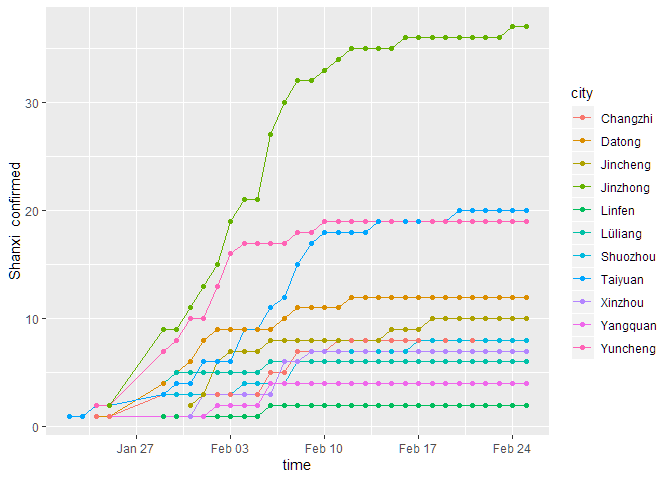 30
20
10
0
Shanxi confirmed
Jan 27
Feb 03
Feb 10
Feb 17
Feb 24
time
city
Changzhi
Datong
Jincheng
Jinzhong
Linfen
Lüliang
Shuozhou
Taiyuan
Xinzhou
Yangquan
Yuncheng